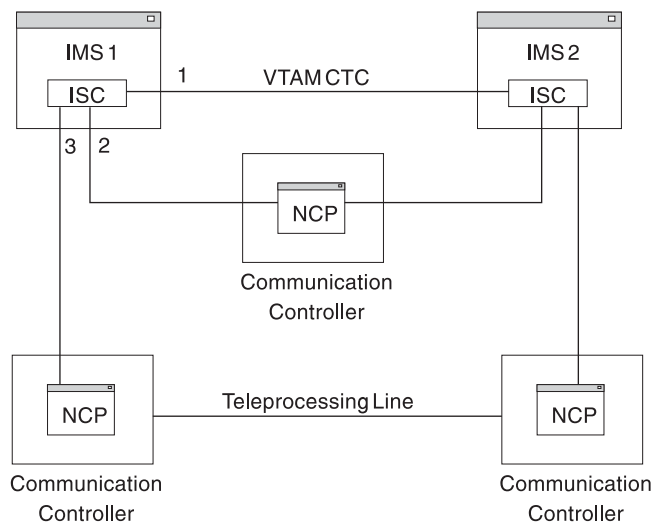 IMS 1
IMS 2
1
VTAM CTC
ISC
ISC
3
2
NCP
Communication
Controller
NCP
Teleprocessing Line
NCP
Communication
Controller
Communication
Controller